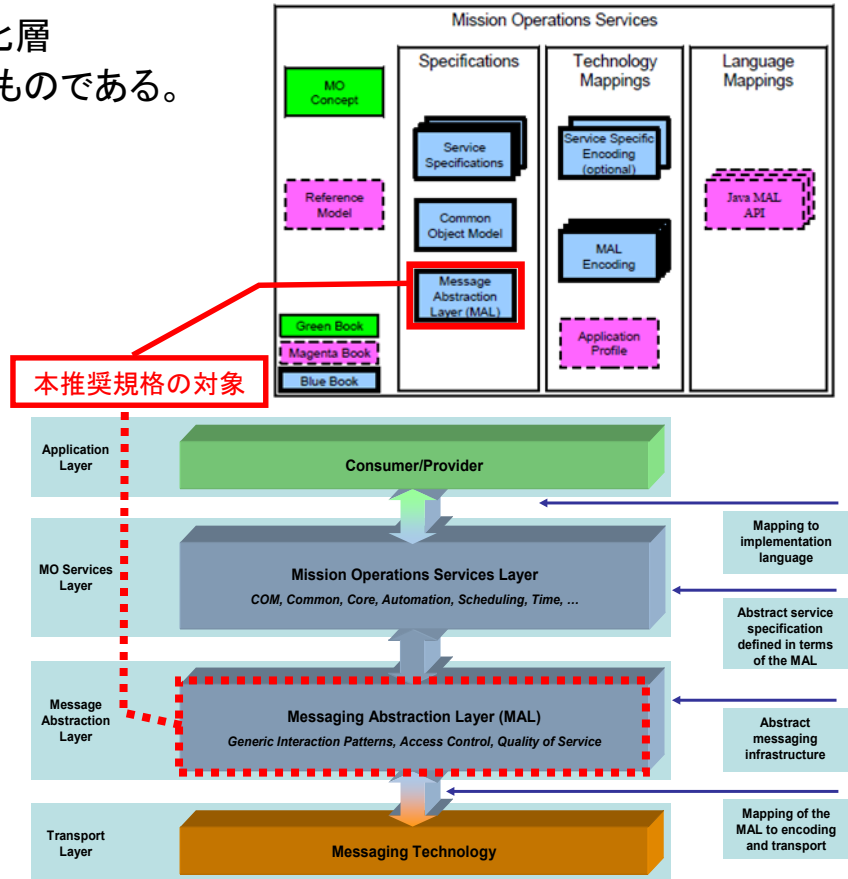 化層
ものである。
Mission Operations Services
Specifications
Technology
Mappings
Language
Mappings
MO
Concept
Service
Specifications
Service Specific
Encoding
(optional)
Reference
Model
Common
Object Model
Java MAL
API
MAL
Encoding
Message
Abstraction
Layer (MAL)
Green Book
Magenta Book
Blue Book
Application
Profile
本推奨規格の対象
Application
Layer
Consumer/Provider
Mapping to
implementation
language
MO Services
Layer
Mission Operations Services Layer
COM, Common, Core, Automation, Scheduling, Time, …
Abstract service
specification
defined in terms
of the MAL
Message
Abstraction
Layer
Messaging Abstraction Layer (MAL)
Generic Interaction Patterns, Access Control, Quality of Service
Abstract
messaging
infrastructure
Transport
Layer
Messaging Technology
Mapping of the
MAL to encoding
and transport